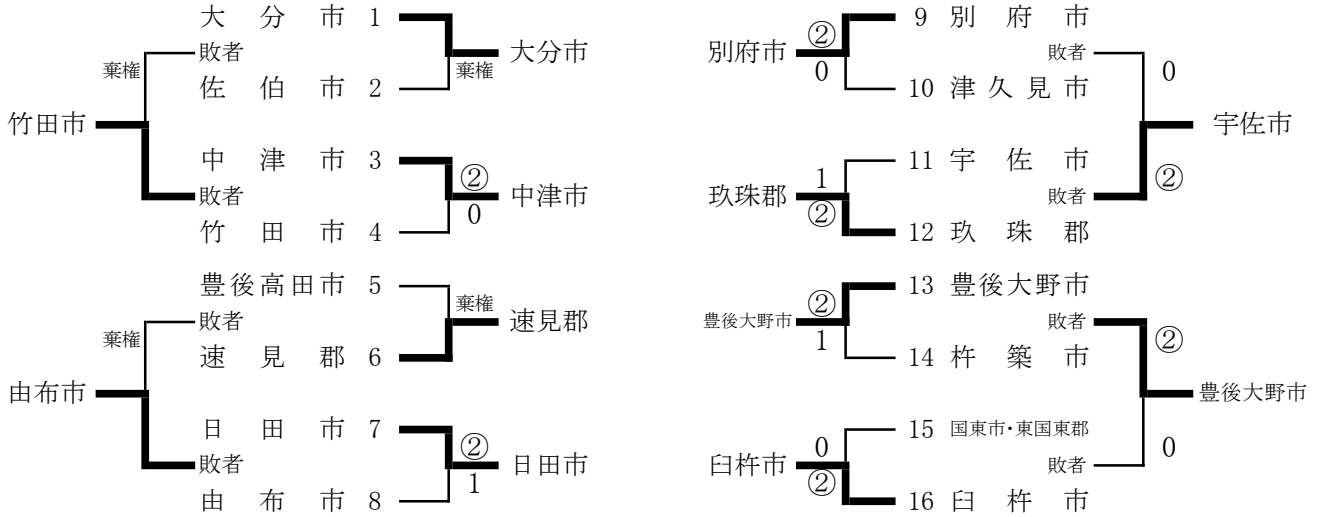 大分市 1
敗者
棄権
佐伯市 2
棄権
大分市
竹田市
中津市 3
敗者
竹田市 4
②
0
中津市
豊後高田市 5
敗者
棄権
速見郡 6
棄権
速見郡
由布市
日田市 7
敗者
由布市 8
②
1
日田市
9 別府市
別府市
②
0
敗者
10 津久見市
0
宇佐市
11 宇佐市
玖珠郡
1
②
敗者
②
12 玖珠郡
13 豊後大野市
豊後大野市
②
1
敗者
②
14 杵築市
豊後大野市
15 国東市・東国東郡
臼杵市
0
②
敗者
0
16 臼杵市